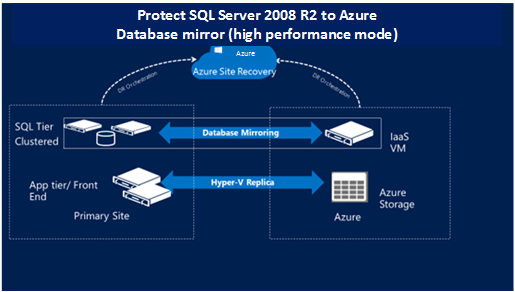 Protect SQL Server 2008 R2 to Azure
Database mirror (high performance mode)
Azure
Azure Site Recovery
DR Orchestration
DR Orchestration
SQL Tier
Clustered
Database Mirroring
IaaS
VM
App tier/ Front
End
Hyper-V Replica
Azure
Storage
Primary Site
Azure